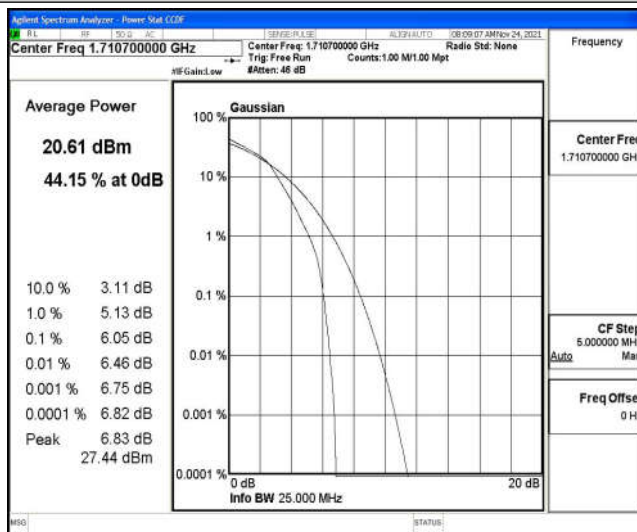 Agilent Spectrum Analyzer - Power Stat CCDF
RL RF 50 Ω AC SENSE:PULSE ALIGN AUTO 08:09:07 AM Nov 24, 2021
Center Freq 1.710700000 GHz
Center Freq: 1.710700000 GHz Radio Std: None
Trig: Free Run Counts:1.00 M/1.00 Mpt
#IFGain:Low #Atten: 46 dB
Frequency
Average Power
20.61 dBm
44.15 % at 0dB
10.0 % 3.11 dB
1.0 % 5.13 dB
0.1 % 6.05 dB
0.01 % 6.46 dB
0.001 % 6.75 dB
0.0001 % 6.82 dB
Peak 6.83 dB
27.44 dBm
Gaussian
100 %
10 %
1 %
0.1 %
0.01 %
0.001 %
0.0001 %
0 dB 20 dB
Info BW 25.000 MHz
Center Fre
1.710700000 GH
CF Step
5.000000 MH
Auto Ma
Freq Offse
0 H
MSG STATUS